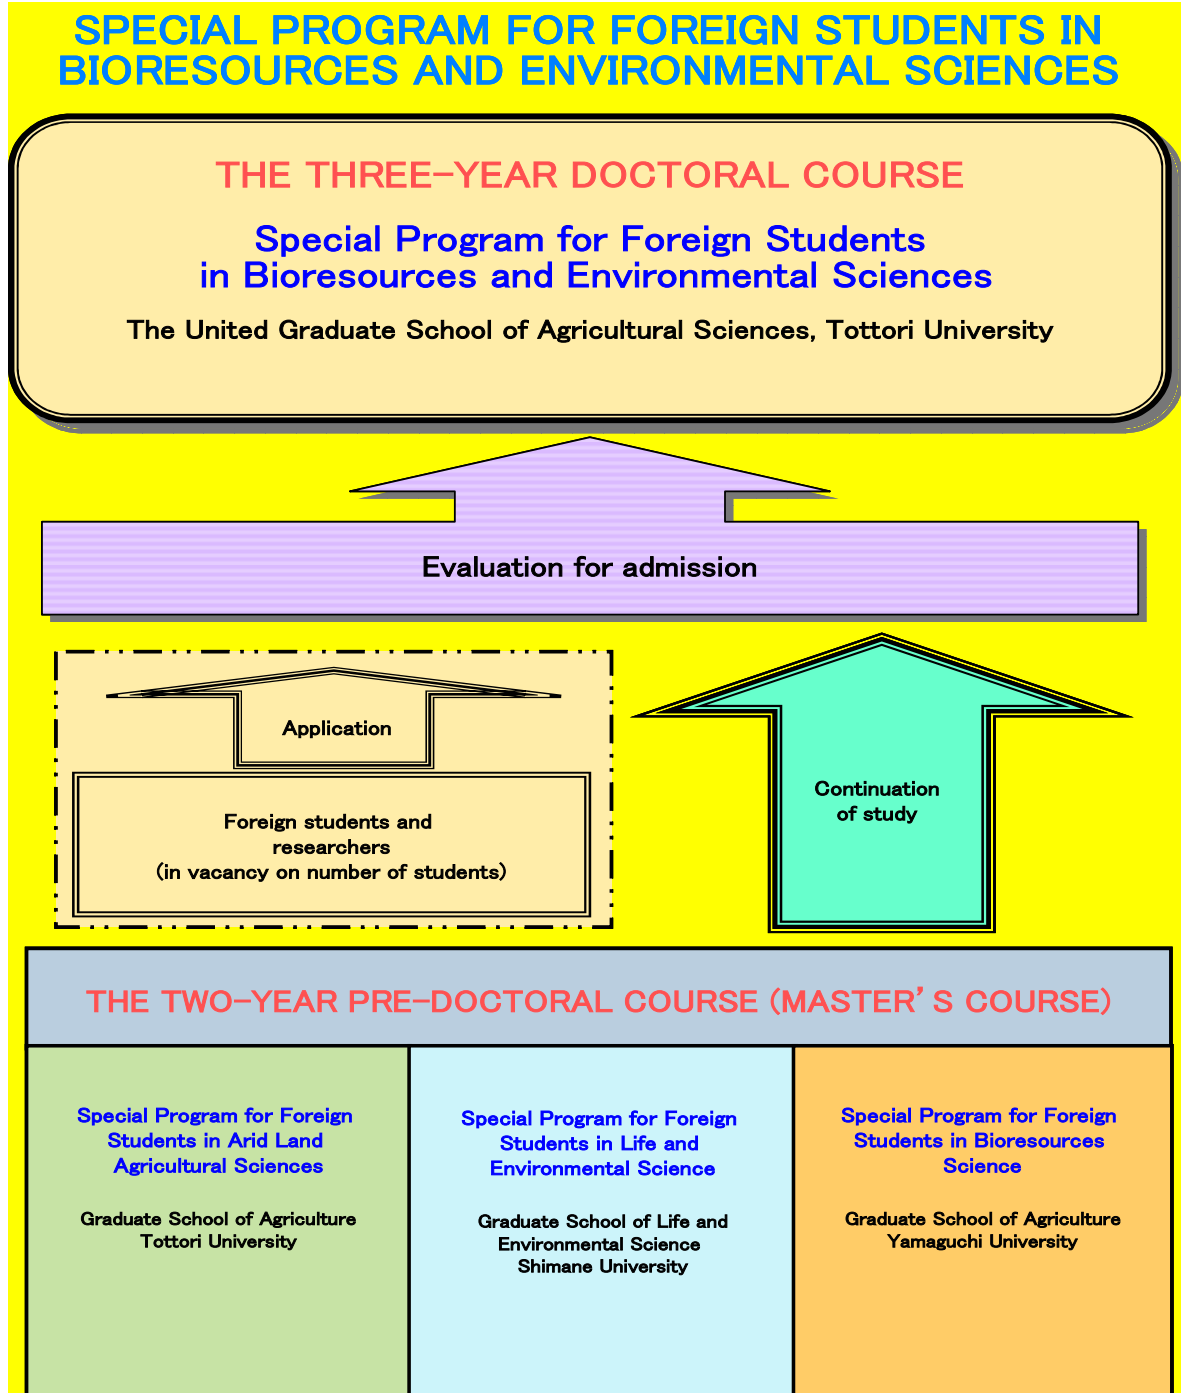 SPECIAL PROGRAM FOR FOREIGN STUDENTS IN
BIORESOURCES AND ENVIRONMENTAL SCIENCES
THE THREE-YEAR DOCTORAL COURSE
Special Program for Foreign Students
in Bioresources and Environmental Sciences
The United Graduate School of Agricultural Sciences, Tottori University
Evaluation for admission
Application
Foreign students and
researchers
(in vacancy on number of students)
Continuation
of study
THE TWO-YEAR PRE-DOCTORAL COURSE (MASTER'S COURSE)
Special Program for Foreign
Students in Arid Land
Agricultural Sciences
Graduate School of Agriculture
Tottori University
Special Program for Foreign
Students in Life and
Environmental Science
Graduate School of Life and
Environmental Science
Shimane University
Special Program for Foreign
Students in Bioresources
Science
Graduate School of Agriculture
Yamaguchi University